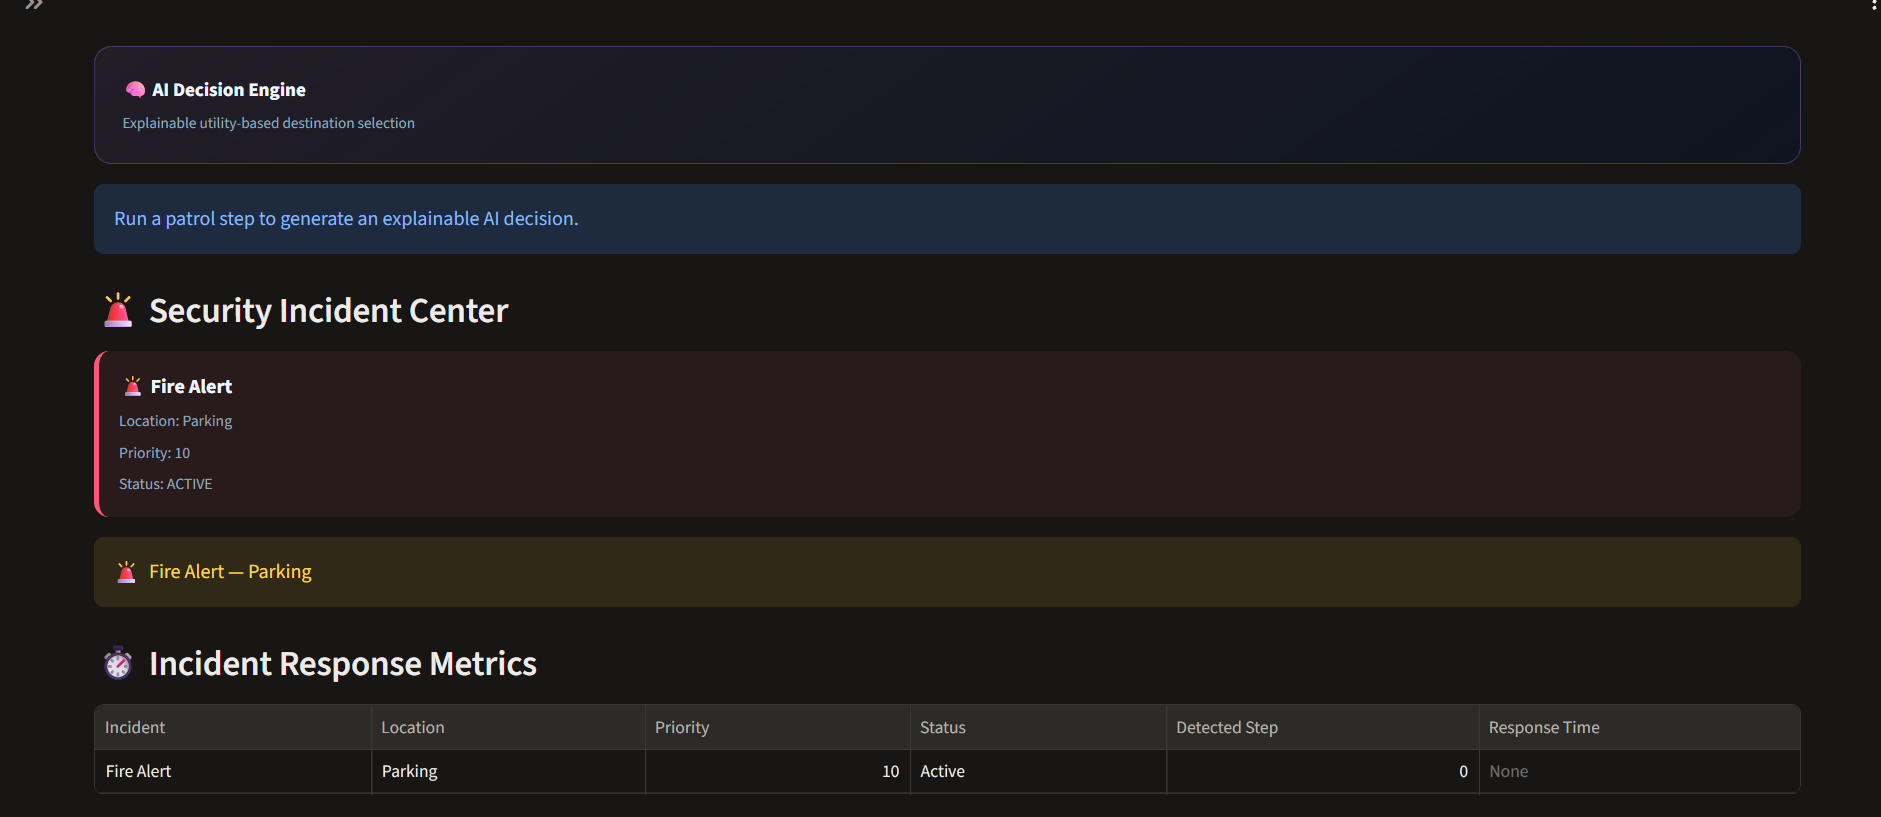 AI Decision Engine
Explainable utility-based destination selection
Run a patrol step to generate an explainable AI decision.
Security Incident Center
Fire Alert
Location: Parking
Priority: 10
Status: ACTIVE
Fire Alert — Parking
Incident Response Metrics
Incident Location Priority Status Detected Step Response Time
Fire Alert Parking 10 Active 0 None